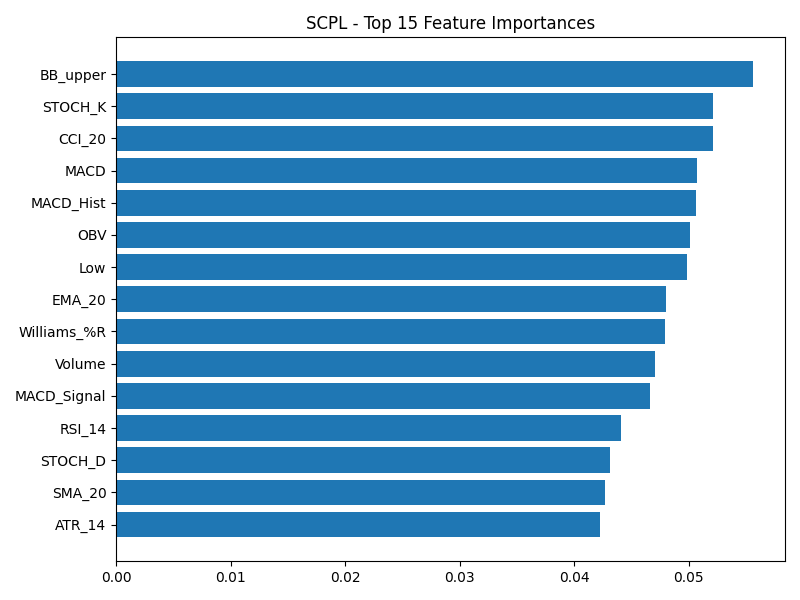 SCPL - Top 15 Feature Importances
BB_upper
STOCH_K
CCI_20
MACD
MACD_Hist
OBV
Low
EMA_20
Williams_%R
Volume
MACD_Signal
RSI_14
STOCH_D
SMA_20
ATR_14
0.00 0.01 0.02 0.03 0.04 0.05